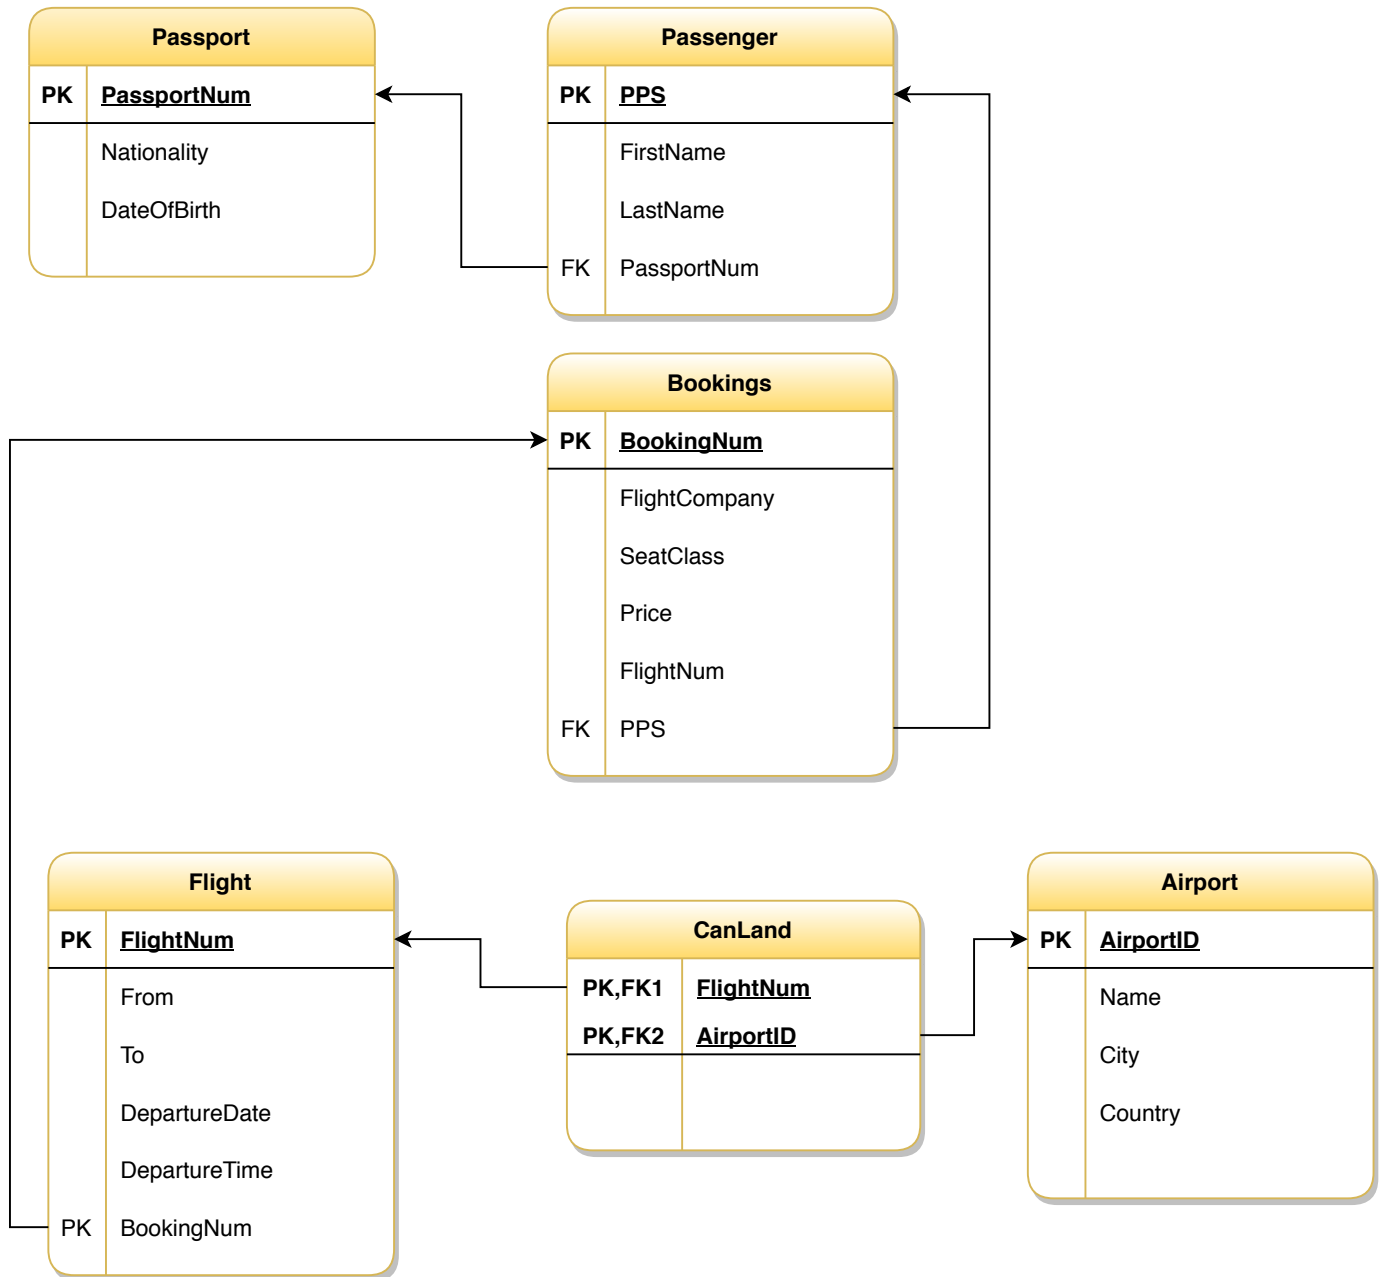 Passport
PK PassportNum
Nationality
DateOfBirth
Passenger
PK PPS
FirstName
LastName
FK PassportNum
Bookings
PK BookingNum
FlightCompany
SeatClass
Price
FlightNum
FK PPS
Flight
PK FlightNum
From
To
DepartureDate
DepartureTime
PK BookingNum
CanLand
PK,FK1 FlightNum
PK,FK2 AirportID
Airport
PK AirportID
Name
City
Country